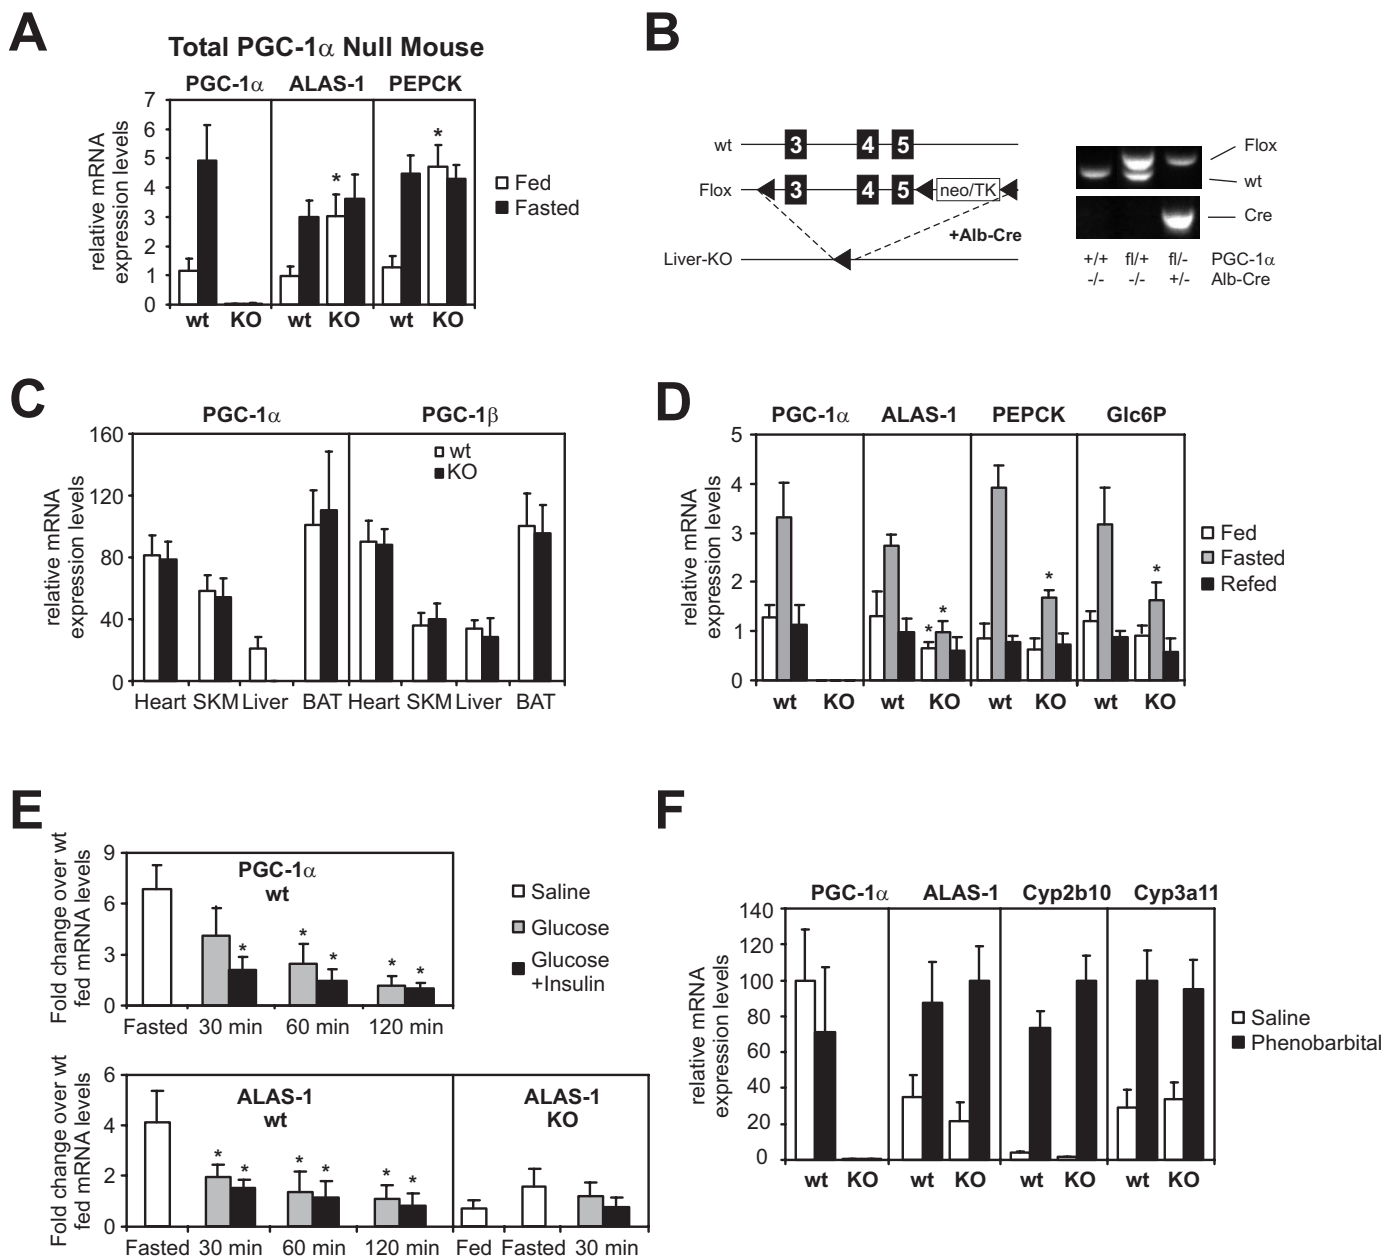 A
Total PGC-1α Null Mouse
PGC-1α ALAS-1 PEPCK
relative mRNA
expression levels
7
6
5
4
3
2
1
0
* *
wt KO wt KO wt KO
Fed
Fasted
B
wt 3 4 5
Flox 3 4 5 neo/TK
+Alb-Cre
Liver-KO
Flox
wt
Cre
+/+ fl/+ fl/- PGC-1α
-/- -/- +/- Alb-Cre
C
PGC-1α PGC-1β
relative mRNA
expression levels
160
120
80
40
0
wt
KO
Heart SKM Liver BAT Heart SKM Liver BAT
D
PGC-1α ALAS-1 PEPCK Glc6P
relative mRNA
expression levels
5
4
3
2
1
0
* * * *
wt KO wt KO wt KO wt KO
Fed
Fasted
Refed
E
Fold change over wt
fed mRNA levels
9
6
3
0
PGC-1α
wt
* * * * *
Fasted 30 min 60 min 120 min
Saline
Glucose
Glucose
+Insulin
Fold change over wt
fed mRNA levels
6
4
2
0
ALAS-1
wt
* * * * * *
ALAS-1
KO
Fasted 30 min 60 min 120 min Fed Fasted 30 min
F
PGC-1α ALAS-1 Cyp2b10 Cyp3a11
relative mRNA
expression levels
140
120
100
80
60
40
20
0
wt KO wt KO wt KO wt KO
Saline
Phenobarbital